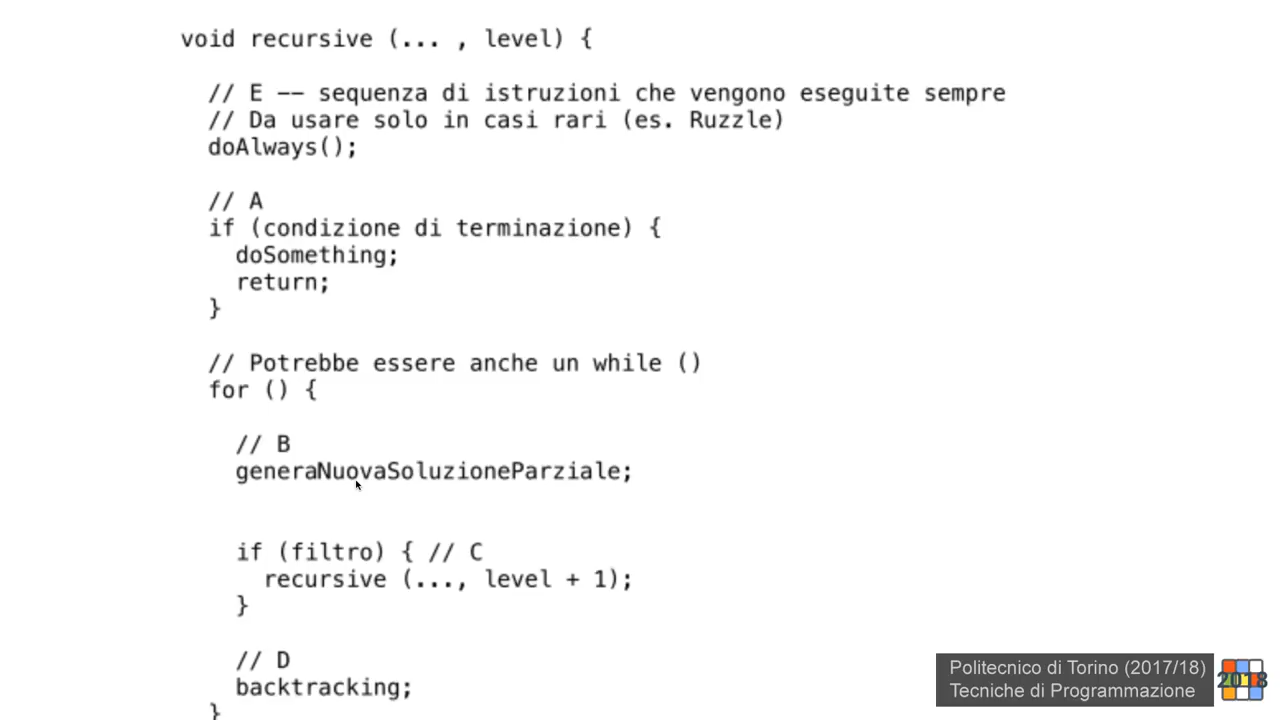 void recursive (... , level) {
// E –– sequenza di istruzioni che vengono eseguite sempre
// Da usare solo in casi rari (es. Ruzzle)
doAlways();
// A
if (condizione di terminazione) {
doSomething;
return;
}
// Potrebbe essere anche un while ()
for () {
// B
generaNuovaSoluzioneParziale;
if (filtro) { // C
recursive (..., level + 1);
}
// D
backtracking;
}
Politecnico di Torino (2017/18)
Tecniche di Programmazione
2018